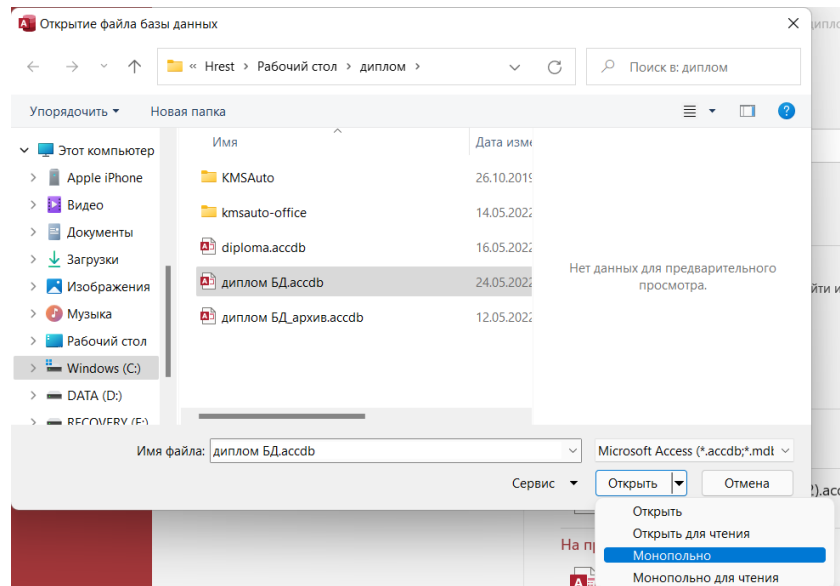 Открытие файла базы данных
« Hrest › Рабочий стол › диплом ›
Поиск в: диплом
Упорядочить
Новая папка
Имя
Дата изме
Этот компьютер
Apple iPhone
Видео
Документы
Загрузки
Изображения
Музыка
Рабочий стол
Windows (C:)
DATA (D:)
RECOVERY (E:)
KMSAuto
26.10.2019
kmsauto-office
14.05.2022
diploma.accdb
16.05.2022
диплом БД.accdb
24.05.2022
диплом БД_архив.accdb
12.05.2022
Нет данных для предварительного
просмотра.
Имя файла:
диплом БД.accdb
Microsoft Access (*.accdb;*.mdb
Сервис
Открыть
Отмена
Открыть
Открыть для чтения
Монопольно
Монопольно для чтения